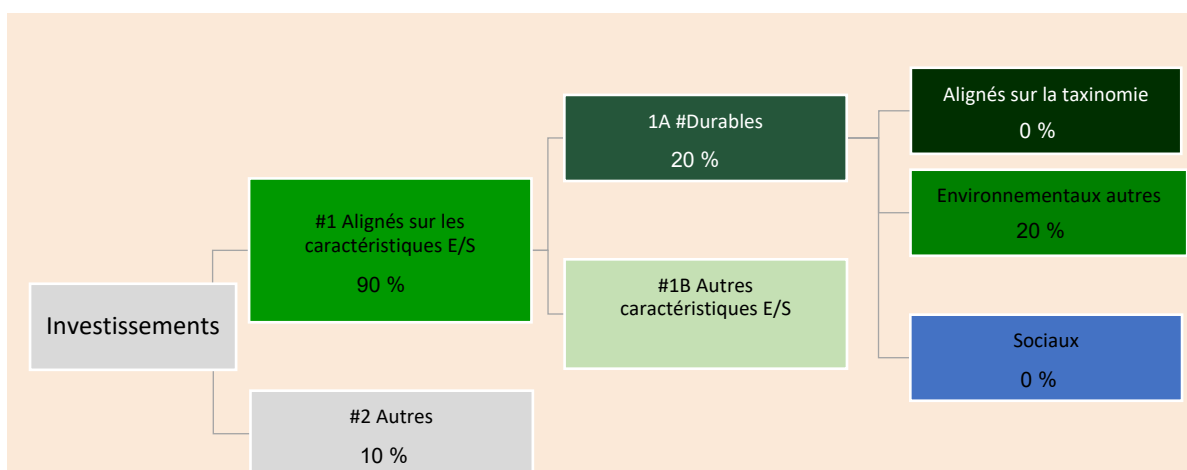 Investissements
#1 Alignés sur les
caractéristiques E/S
90 %
#2 Autres
10 %
1A #Durables
20 %
#1B Autres
caractéristiques E/S
Alignés sur la taxinomie
0 %
Environnementaux autres
20 %
Sociaux
0 %